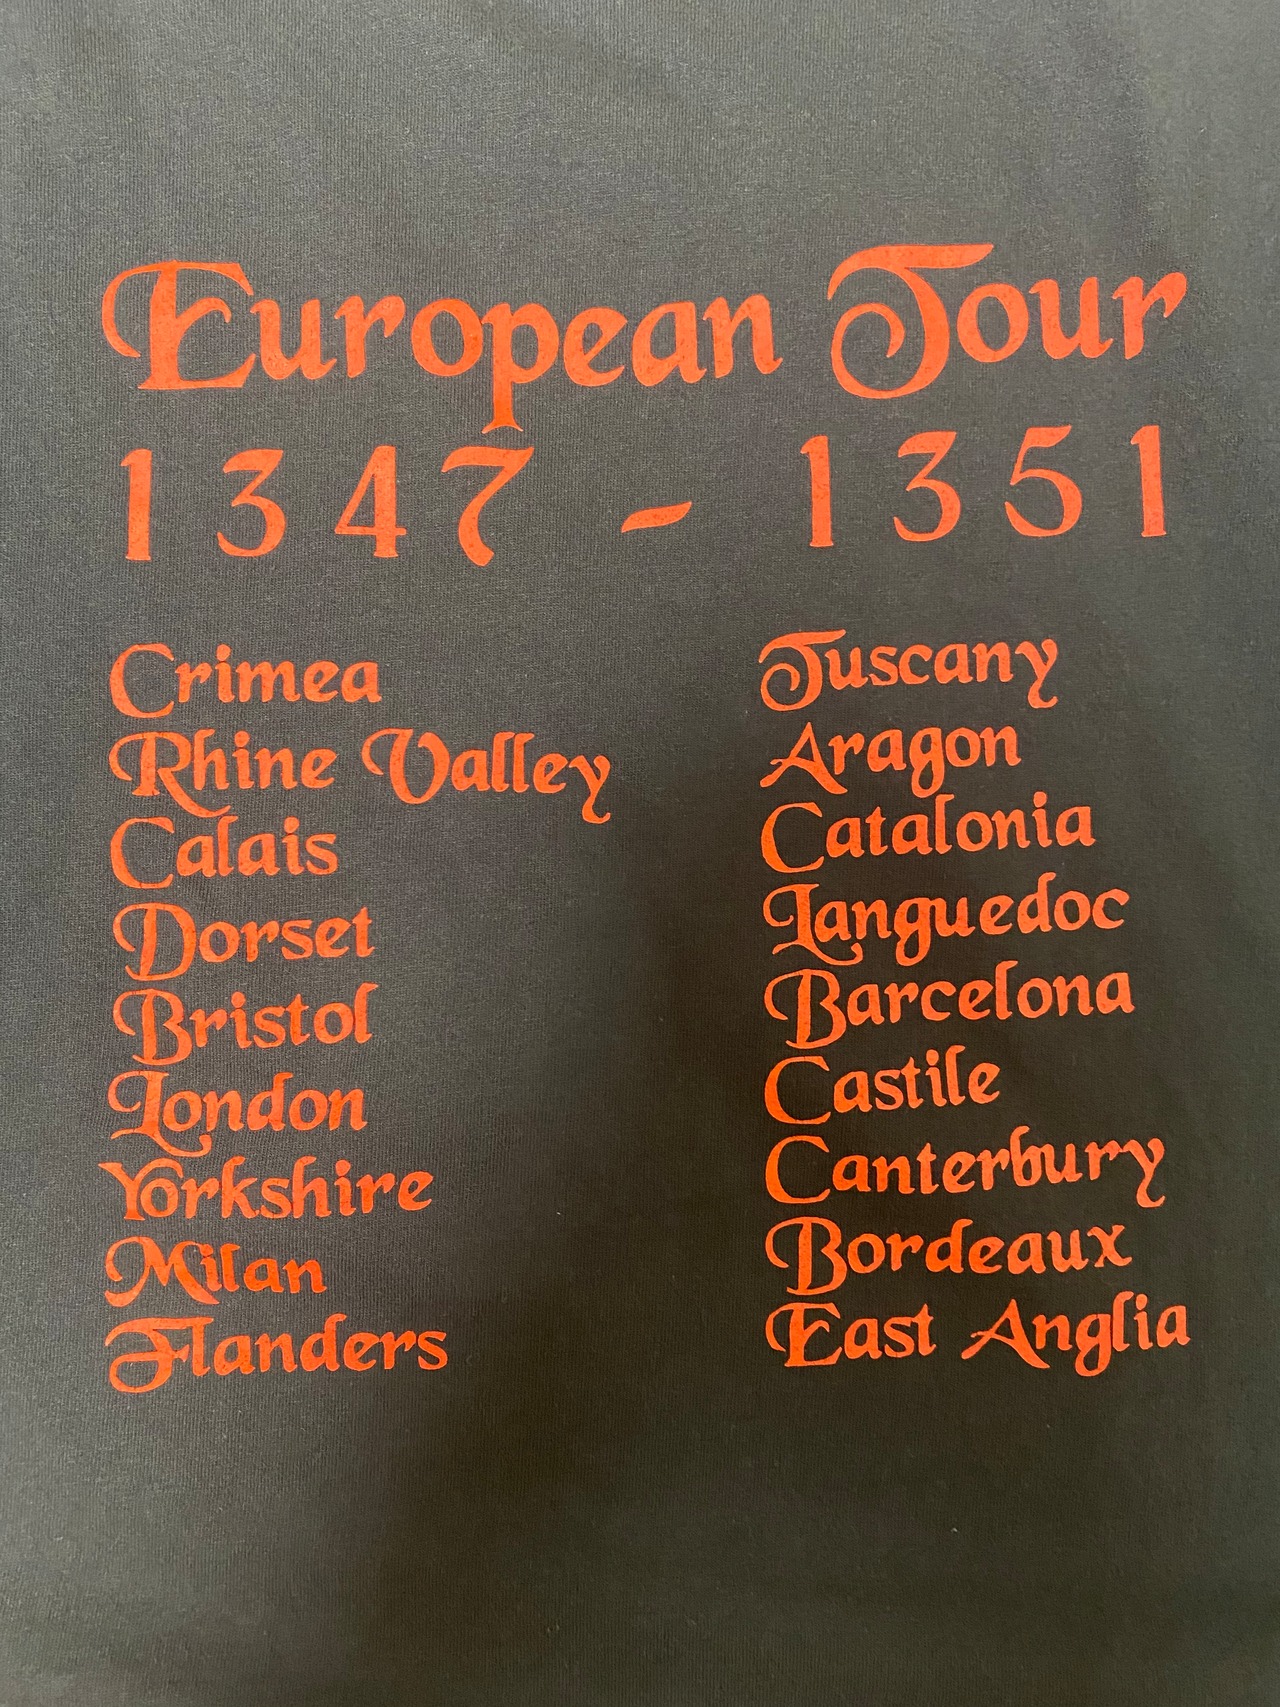 European Tour
1347 - 1351
Crimea
Rhine Valley
Calais
Dorset
Bristol
London
Yorkshire
Milan
Flanders
Tuscany
Aragon
Catalonia
Languedoc
Barcelona
Castile
Canterbury
Bordeaux
East Anglia